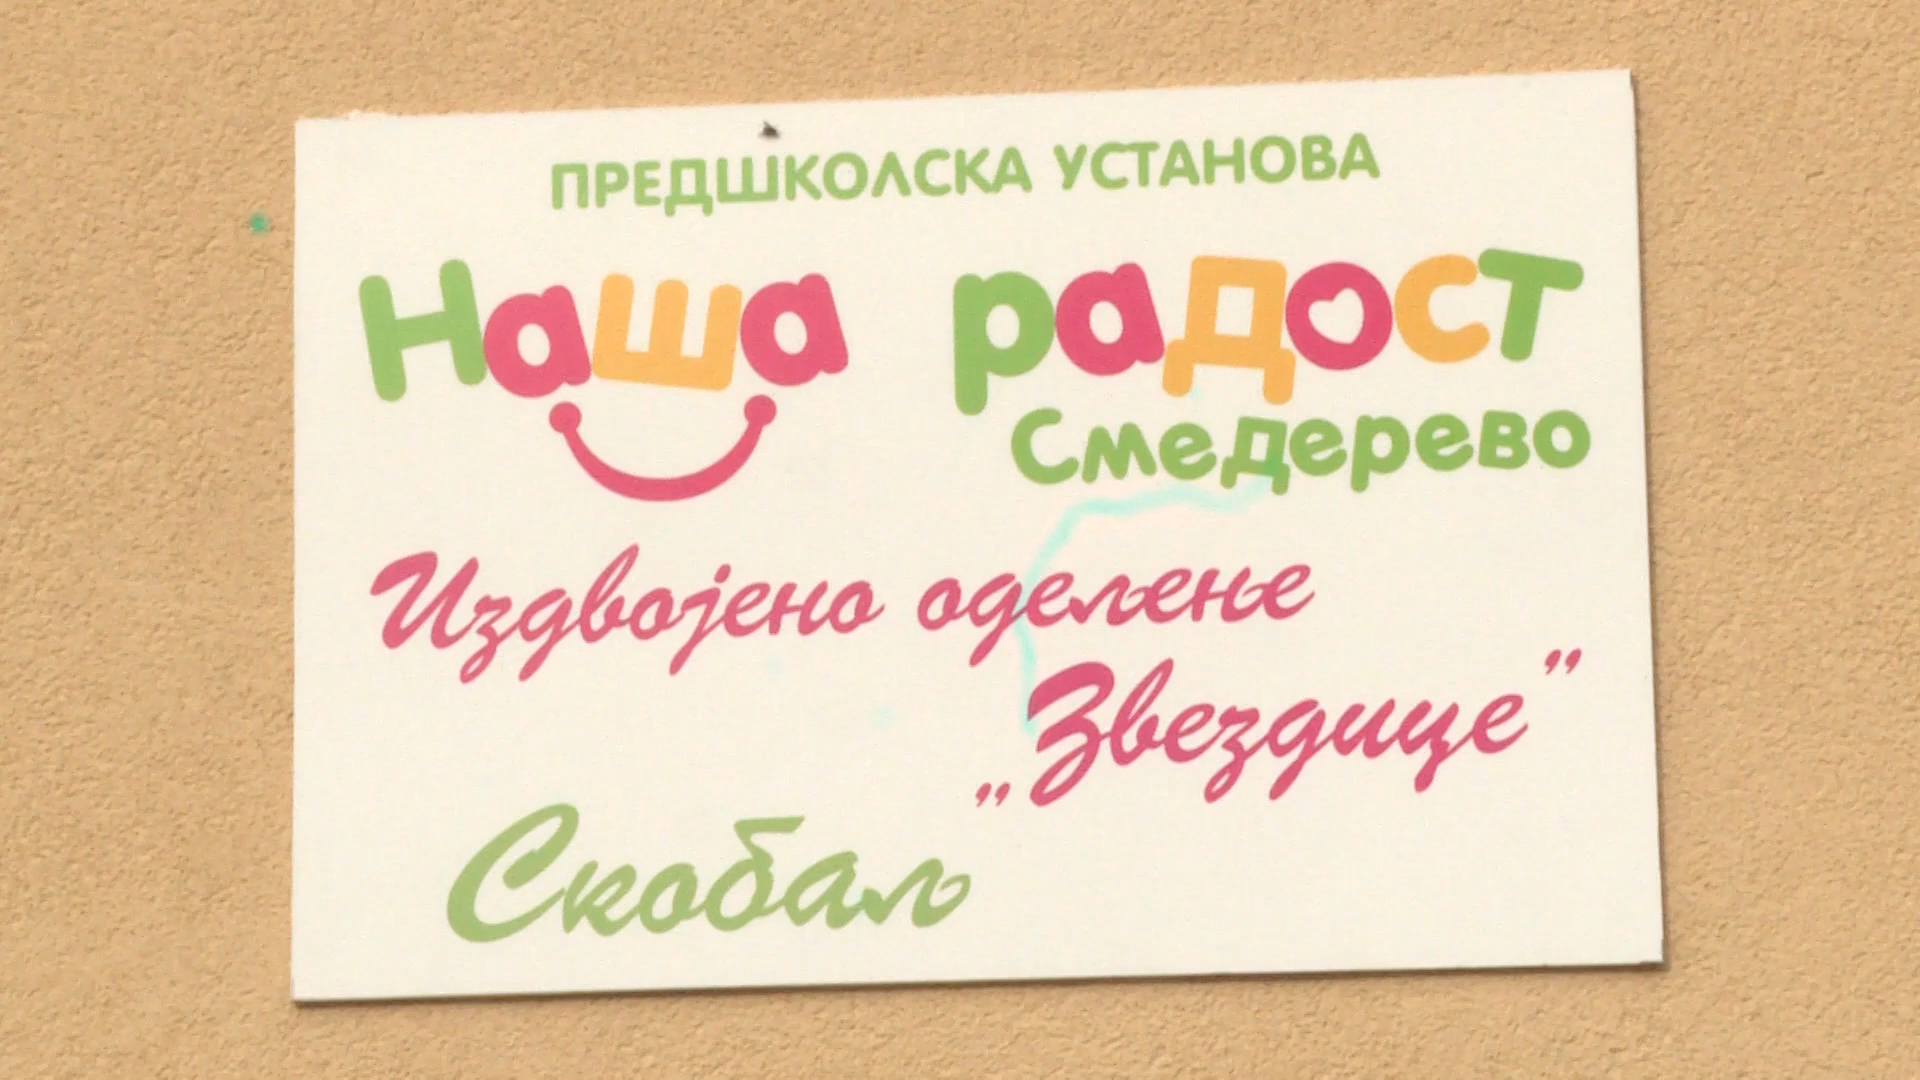 ПРЕДШКОЛСКА УСТАНОВА
Наша радост
Смедерево
Издвојено одељење
„Звездице”
Скобаљ